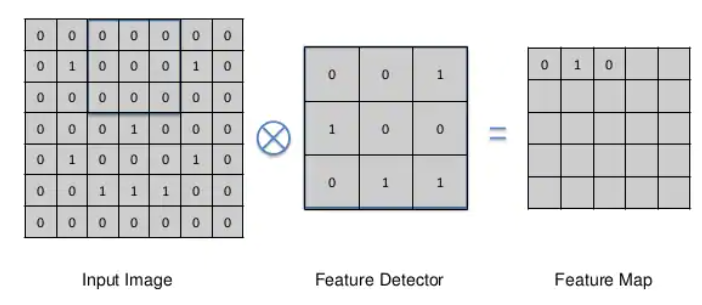 0 0 0 0 0 0 0
0 1 0 0 0 1 0
0 0 0 0 0 0 0
0 0 0 1 0 0 0
0 1 0 0 0 1 0
0 0 1 1 1 0 0
0 0 0 0 0 0 0
Input Image
0 0 1
1 0 0
0 1 1
Feature Detector
=
0 1 0
Feature Map